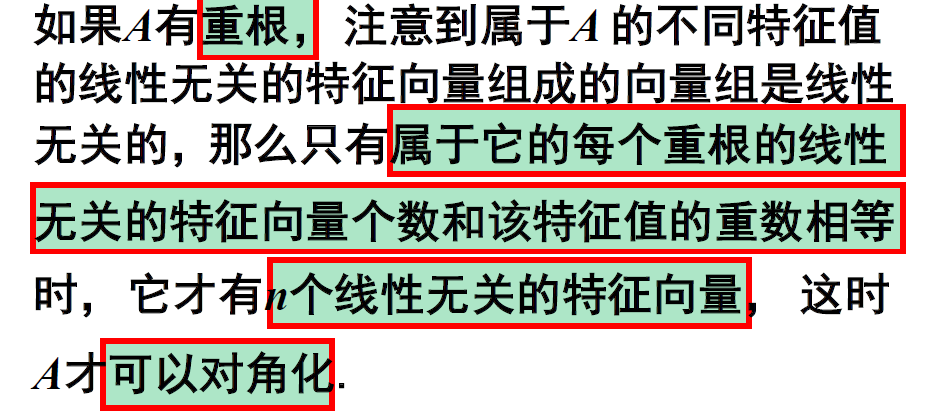 如果A有重根， 注意到属于A的不同特征值
的线性无关的特征向量组成的向量组是线性
无关的，那么只有属于它的每个重根的线性
无关的特征向量个数和该特征值的重数相等
时，它才有n个线性无关的特征向量， 这时
A才可以对角化.